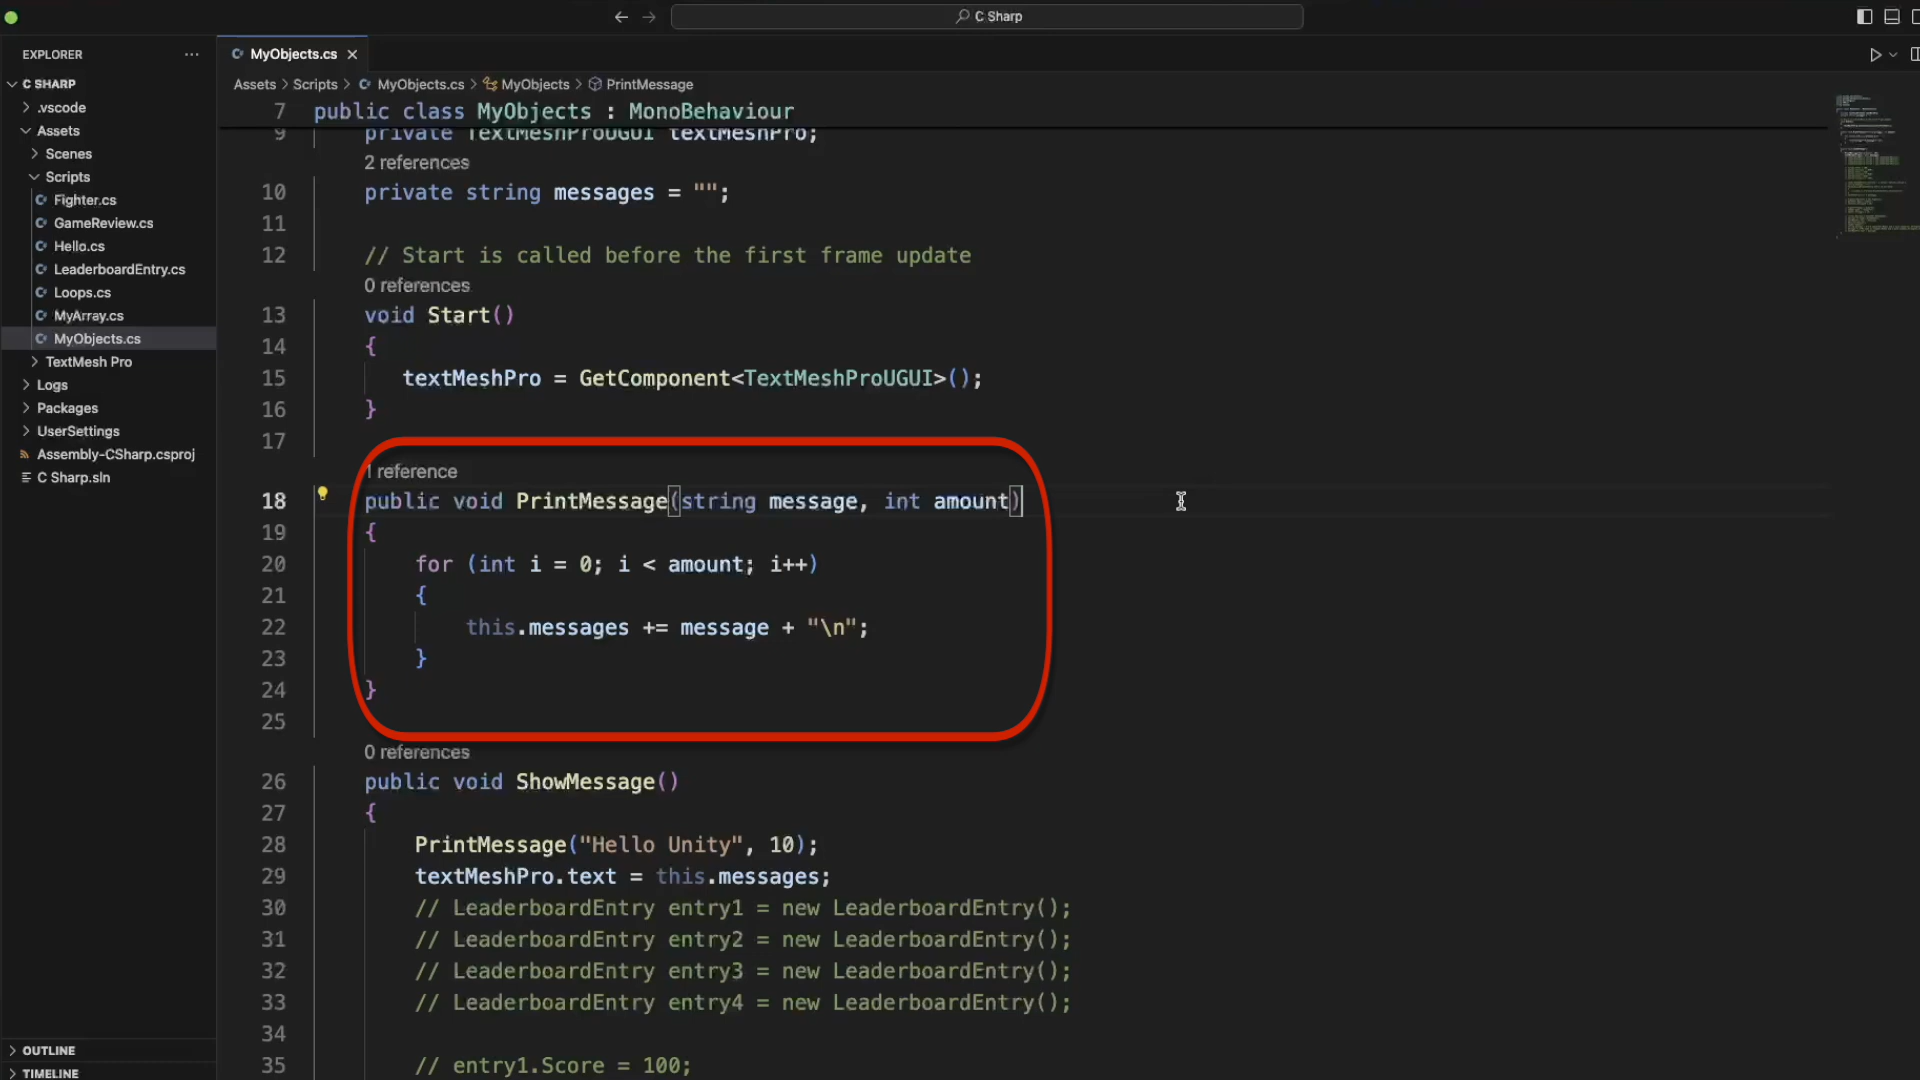 C Sharp
EXPLORER
C SHARP
.vscode
Assets
Scenes
Scripts
Fighter.cs
GameReview.cs
Hello.cs
LeaderboardEntry.cs
Loops.cs
MyArray.cs
MyObjects.cs
TextMesh Pro
Logs
Packages
UserSettings
Assembly-CSharp.csproj
C Sharp.sln
OUTLINE
TIMELINE
MyObjects.cs
Assets > Scripts > MyObjects.cs > MyObjects > PrintMessage
7 public class MyObjects : MonoBehaviour
9 private TextMeshProUGUI textMeshPro;
2 references
10 private string messages = "";
11
12 // Start is called before the first frame update
0 references
13 void Start()
14 {
15 textMeshPro = GetComponent<TextMeshProUGUI>();
16 }
17
1 reference
18 public void PrintMessage(string message, int amount)
19 {
20 for (int i = 0; i < amount; i++)
21 {
22 this.messages += message + "\n";
23 }
24 }
25
0 references
26 public void ShowMessage()
27 {
28 PrintMessage("Hello Unity", 10);
29 textMeshPro.text = this.messages;
30 // LeaderboardEntry entry1 = new LeaderboardEntry();
31 // LeaderboardEntry entry2 = new LeaderboardEntry();
32 // LeaderboardEntry entry3 = new LeaderboardEntry();
33 // LeaderboardEntry entry4 = new LeaderboardEntry();
34
35 // entry1.Score = 100;